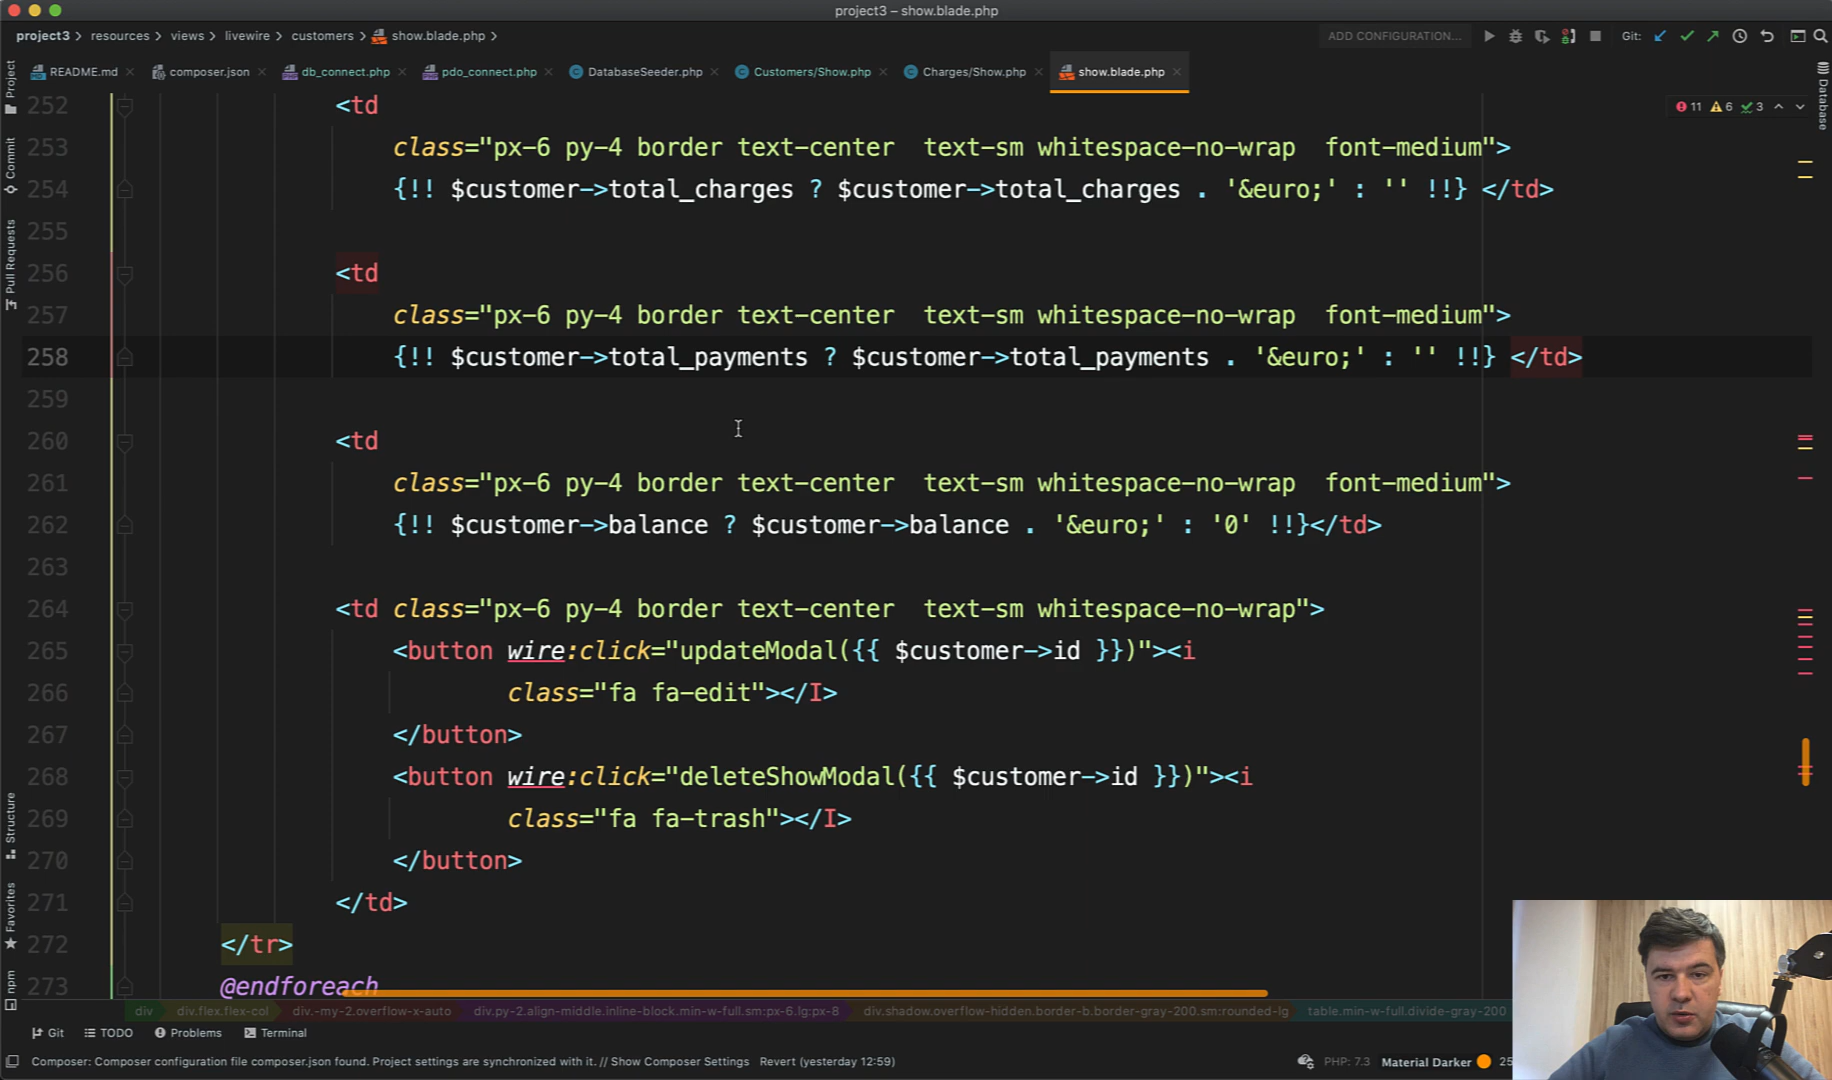 project3 – show.blade.php
project3 resources views livewire customers show.blade.php
ADD CONFIGURATION... Git:
README.md composer.json db_connect.php pdo_connect.php DatabaseSeeder.php Customers/Show.php Charges/Show.php show.blade.php
11 6 3
252 <td
253 class="px-6 py-4 border text-center  text-sm whitespace-no-wrap  font-medium">
254 {!! $customer->total_charges ? $customer->total_charges . '&euro;' : '' !!} </td>
255
256 <td
257 class="px-6 py-4 border text-center  text-sm whitespace-no-wrap  font-medium">
258 {!! $customer->total_payments ? $customer->total_payments . '&euro;' : '' !!} </td>
259
260 <td
261 class="px-6 py-4 border text-center  text-sm whitespace-no-wrap  font-medium">
262 {!! $customer->balance ? $customer->balance . '&euro;' : '0' !!}</td>
263
264 <td class="px-6 py-4 border text-center  text-sm whitespace-no-wrap">
265 <button wire:click="updateModal({{ $customer->id }})"><i
266 class="fa fa-edit"></I>
267 </button>
268 <button wire:click="deleteShowModal({{ $customer->id }})"><i
269 class="fa fa-trash"></I>
270 </button>
271 </td>
272 </tr>
273 @endforeach
div div.flex.flex-col div.-my-2.overflow-x-auto div.py-2.align-middle.inline-block.min-w-full.sm:px-6.lg:px-8 div.shadow.overflow-hidden.border-b.border-gray-200.sm:rounded-lg table.min-w-full.divide-gray-200
Git TODO Problems Terminal
Composer: Composer configuration file composer.json found. Project settings are synchronized with it. // Show Composer Settings Revert (yesterday 12:59)
PHP: 7.3 Material Darker 25
Project
Commit
Pull Requests
Structure
Favorites
npm
Database